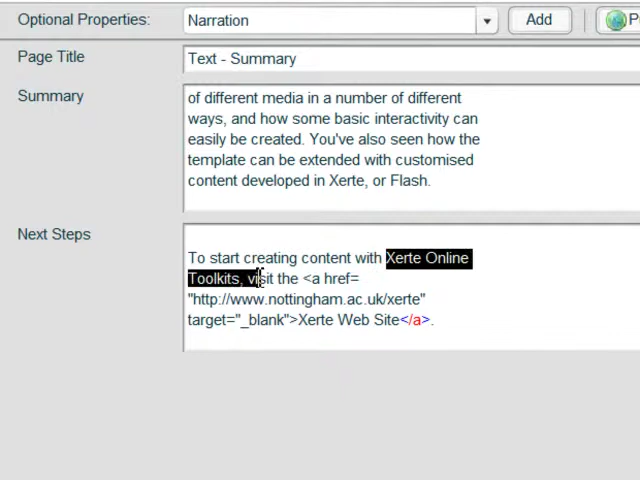 Optional Properties: Narration Add
Page Title Text - Summary
Summary of different media in a number of different
ways, and how some basic interactivity can
easily be created. You've also seen how the
template can be extended with customised
content developed in Xerte, or Flash.
Next Steps
To start creating content with Xerte Online
Toolkits, visit the <a href=
"http://www.nottingham.ac.uk/xerte"
target="_blank">Xerte Web Site</a>.